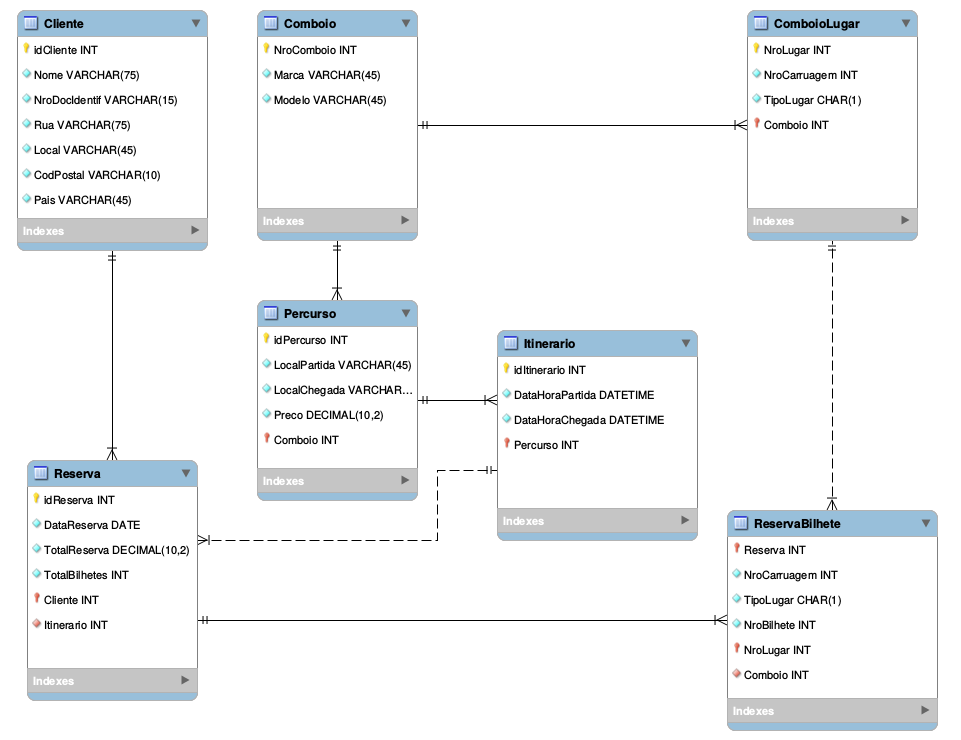 Cliente
idCliente INT
Nome VARCHAR(75)
NroDocIdentif VARCHAR(15)
Rua VARCHAR(75)
Local VARCHAR(45)
CodPostal VARCHAR(10)
Pais VARCHAR(45)
Indexes
Comboio
NroComboio INT
Marca VARCHAR(45)
Modelo VARCHAR(45)
Indexes
ComboioLugar
NroLugar INT
NroCarruagem INT
TipoLugar CHAR(1)
Comboio INT
Indexes
Percurso
idPercurso INT
LocalPartida VARCHAR(45)
LocalChegada VARCHAR...
Preco DECIMAL(10,2)
Comboio INT
Indexes
Itinerario
idItinerario INT
DataHoraPartida DATETIME
DataHoraChegada DATETIME
Percurso INT
Indexes
Reserva
idReserva INT
DataReserva DATE
TotalReserva DECIMAL(10,2)
TotalBilhetes INT
Cliente INT
Itinerario INT
Indexes
ReservaBilhete
Reserva INT
NroCarruagem INT
TipoLugar CHAR(1)
NroBilhete INT
NroLugar INT
Comboio INT
Indexes